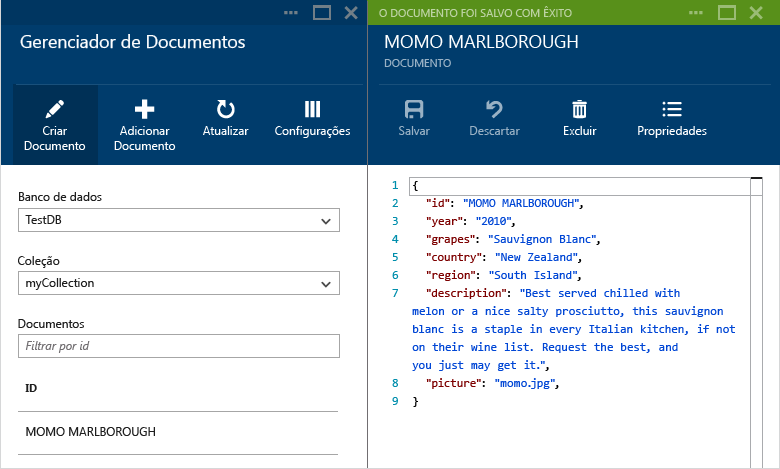 Gerenciador de Documentos
Criar
Documento
Adicionar
Documento
Atualizar
Configurações
Banco de dados
TestDB
Coleção
myCollection
Documentos
Filtrar por id
ID
MOMO MARLBOROUGH
O DOCUMENTO FOI SALVO COM ÊXITO
MOMO MARLBOROUGH
DOCUMENTO
Salvar
Descartar
Excluir
Propriedades
1 {
2 "id": "MOMO MARLBOROUGH",
3 "year": "2010",
4 "grapes": "Sauvignon Blanc",
5 "country": "New Zealand",
6 "region": "South Island",
7 "description": "Best served chilled with
melon or a nice salty prosciutto, this sauvignon
blanc is a staple in every Italian kitchen, if not
on their wine list. Request the best, and
you just may get it.",
8 "picture": "momo.jpg",
9 }